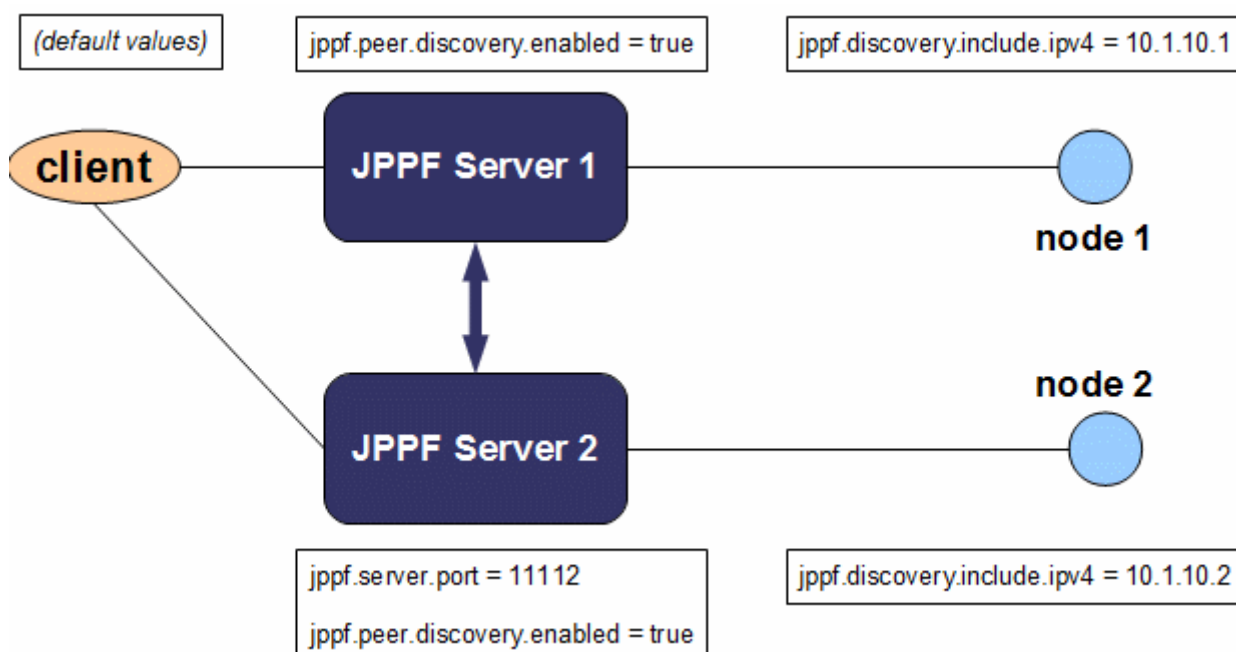 (default values)
jppf.peer.discovery.enabled = true
jppf.discovery.include.ipv4 = 10.1.10.1
client
JPPF Server 1
node 1
node 2
JPPF Server 2
jppf.server.port = 11112
jppf.peer.discovery.enabled = true
jppf.discovery.include.ipv4 = 10.1.10.2